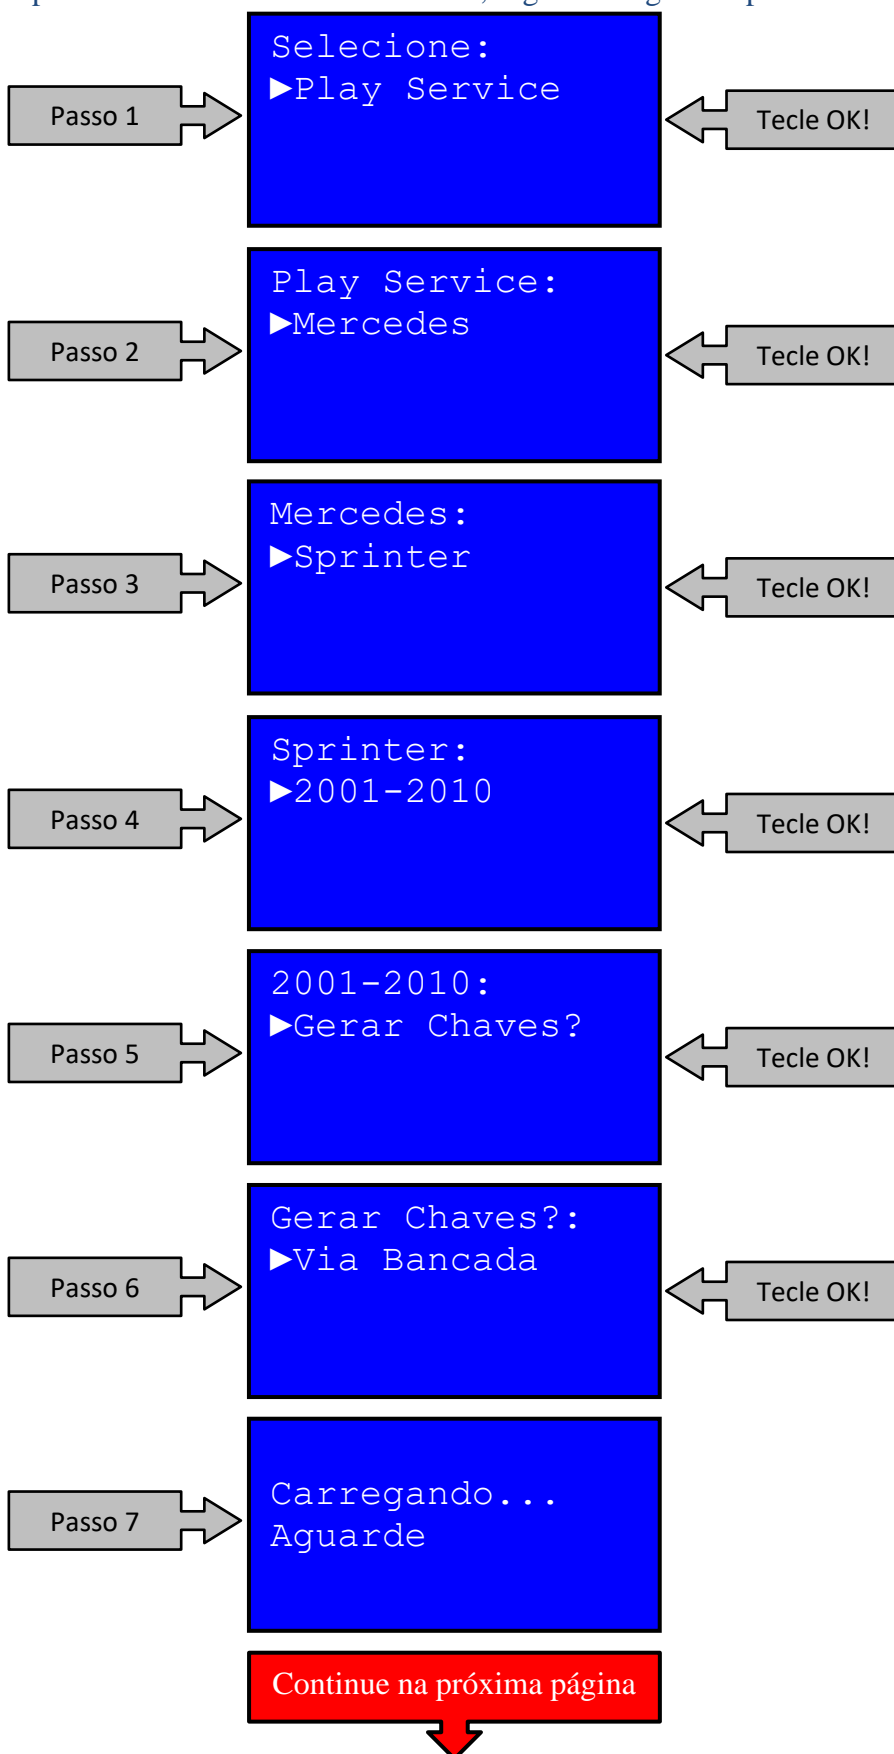 Selecione:
►Play Service
Passo 1
Tecle OK!
Play Service:
►Mercedes
Passo 2
Tecle OK!
Mercedes:
►Sprinter
Passo 3
Tecle OK!
Sprinter:
►2001-2010
Passo 4
Tecle OK!
2001-2010:
►Gerar Chaves?
Passo 5
Tecle OK!
Gerar Chaves?:
►Via Bancada
Passo 6
Tecle OK!
Carregando...
Aguarde
Passo 7
Continue na próxima página